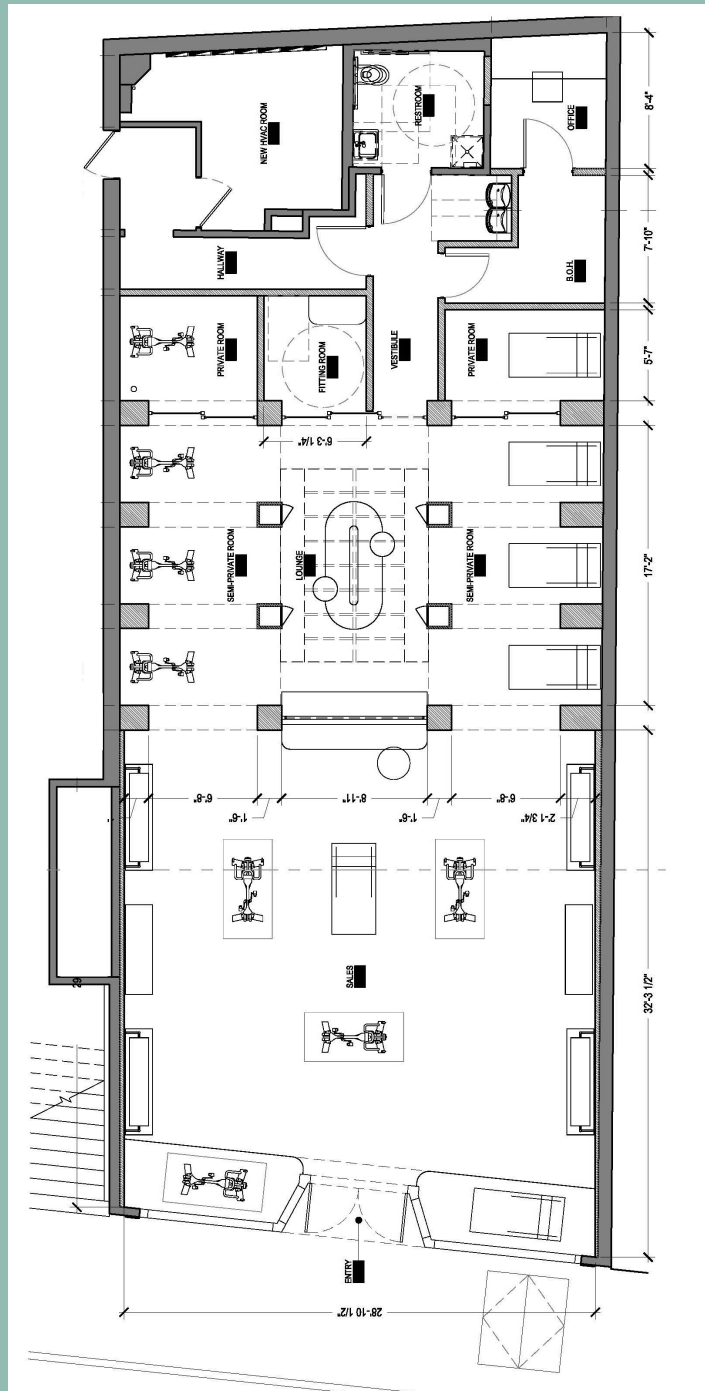 NEW HVAC ROOM
RESTROOM
OFFICE
8'-4"
HALLWAY
7'-10"
B.O.H.
PRIVATE ROOM
FITTING ROOM
VESTIBULE
PRIVATE ROOM
5'-7"
6'-3 1/4"
SEMI-PRIVATE ROOM
LOUNGE
SEMI-PRIVATE ROOM
17'-2"
6'-8"
1'-6"
8'-11"
1'-6"
6'-8"
2'-1 3/4"
SALES
29
32'-3 1/2"
ENTRY
28'-10 1/2"